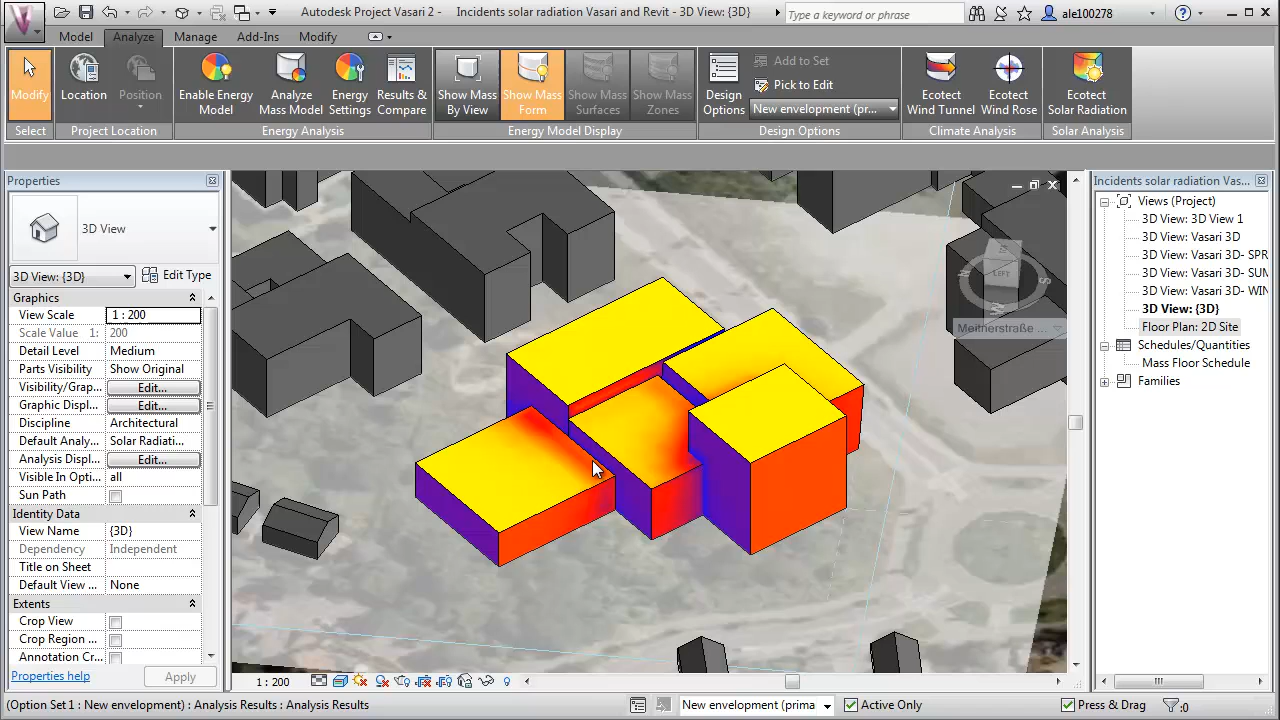 Autodesk Project Vasari 2 - Incidents solar radiation Vasari and Revit - 3D View: {3D}
Type a keyword or phrase
ale100278
Model
Analyze
Manage
Add-Ins
Modify
Modify
Location
Position
Enable Energy Model
Analyze Mass Model
Energy Settings
Results & Compare
Show Mass By View
Show Mass Form
Show Mass Surfaces
Show Mass Zones
Design Options
Add to Set
Pick to Edit
New envelopment (pr...
Ecotect Wind Tunnel
Ecotect Wind Rose
Ecotect Solar Radiation
Select
Project Location
Energy Analysis
Energy Model Display
Design Options
Climate Analysis
Solar Analysis
Properties
3D View
3D View: {3D}
Edit Type
Graphics
View Scale 1 : 200
Scale Value 1: 200
Detail Level Medium
Parts Visibility Show Original
Visibility/Grap... Edit...
Graphic Displ... Edit...
Discipline Architectural
Default Analy... Solar Radiati...
Analysis Displ... Edit...
Visible In Opti... all
Sun Path
Identity Data
View Name {3D}
Dependency Independent
Title on Sheet
Default View ... None
Extents
Crop View
Crop Region ...
Annotation Cr...
Properties help
Apply
LEFT
N
S
Meitnerstraße ...
Incidents solar radiation Vas...
Views (Project)
3D View: 3D View 1
3D View: Vasari 3D
3D View: Vasari 3D- SPR
3D View: Vasari 3D- SUM
3D View: Vasari 3D- WIN
3D View: {3D}
Floor Plan: 2D Site
Schedules/Quantities
Mass Floor Schedule
Families
1 : 200
(Option Set 1 : New envelopment) : Analysis Results : Analysis Results
New envelopment (prima
Active Only
Press & Drag
:0